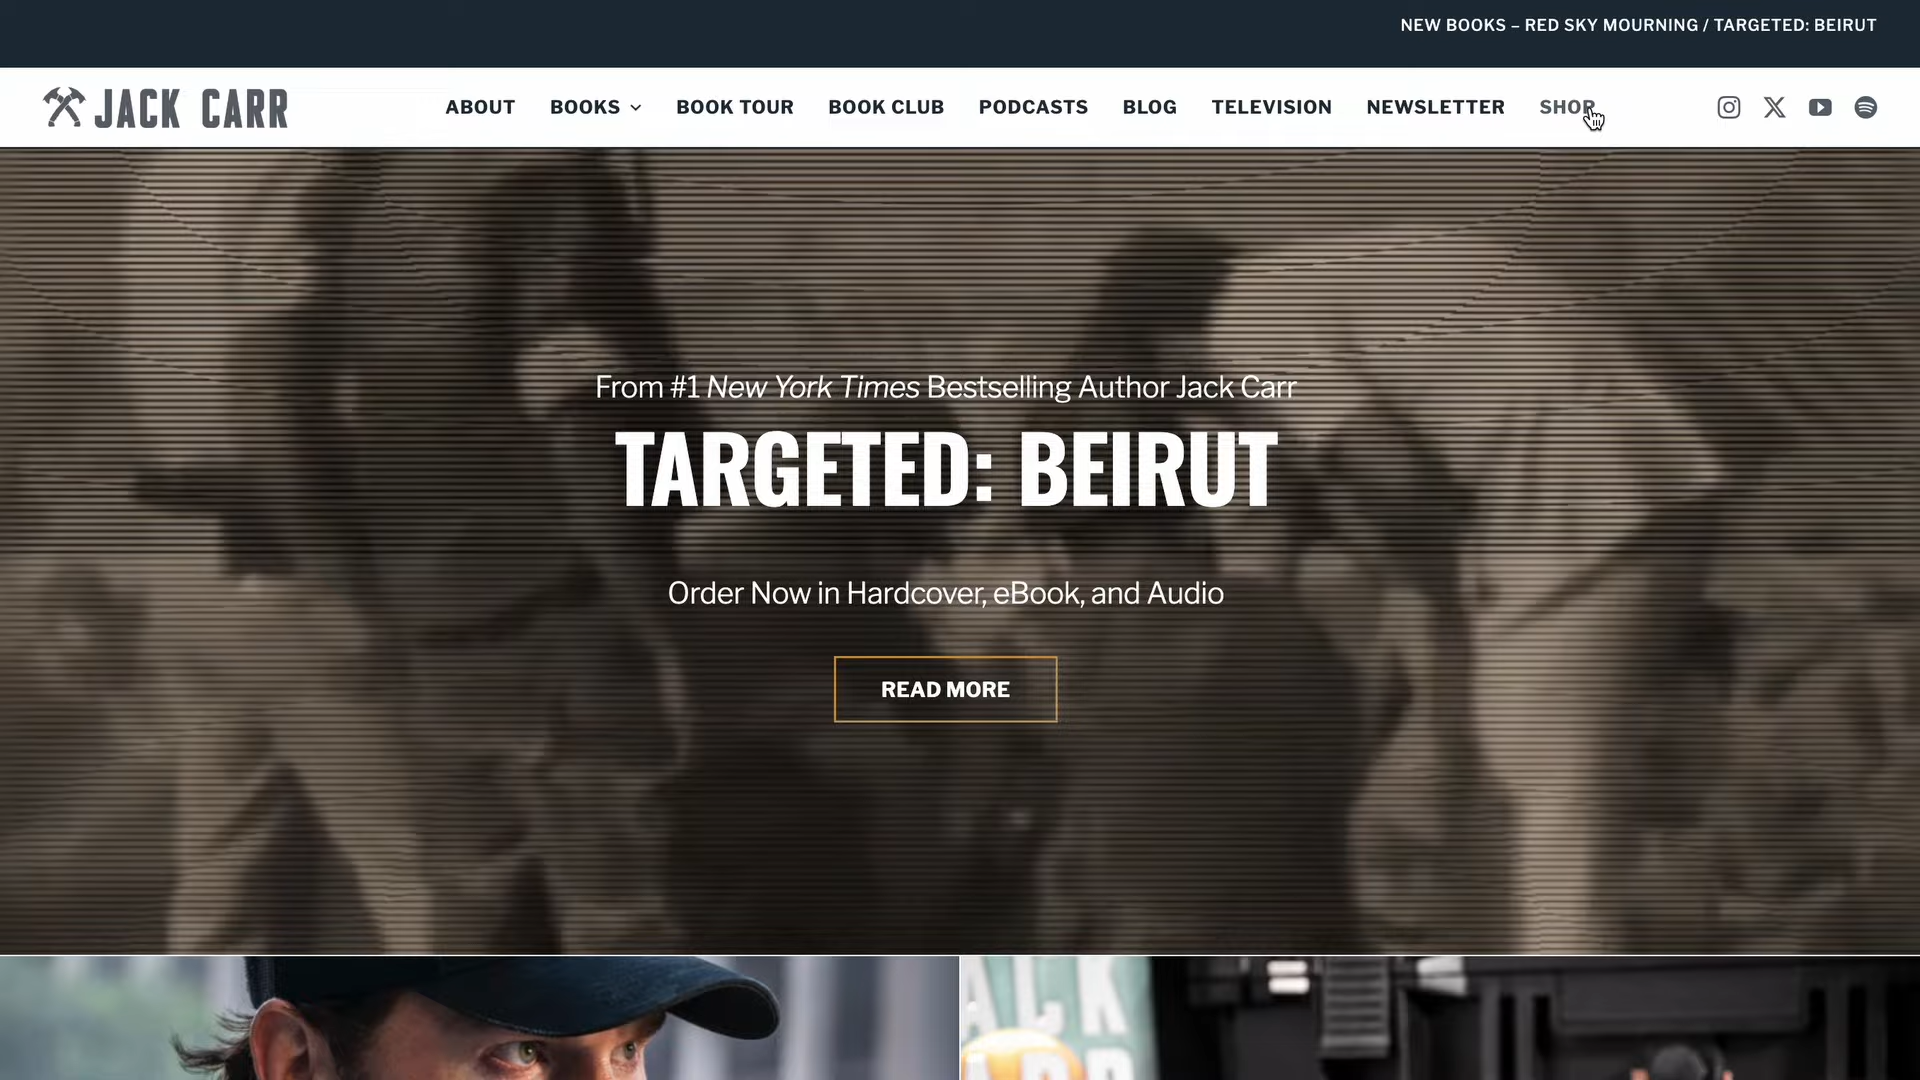 NEW BOOKS – RED SKY MOURNING / TARGETED: BEIRUT
JACK CARR
ABOUT
BOOKS
BOOK TOUR
BOOK CLUB
PODCASTS
BLOG
TELEVISION
NEWSLETTER
SHOP
From #1 New York Times Bestselling Author Jack Carr
TARGETED: BEIRUT
Order Now in Hardcover, eBook, and Audio
READ MORE